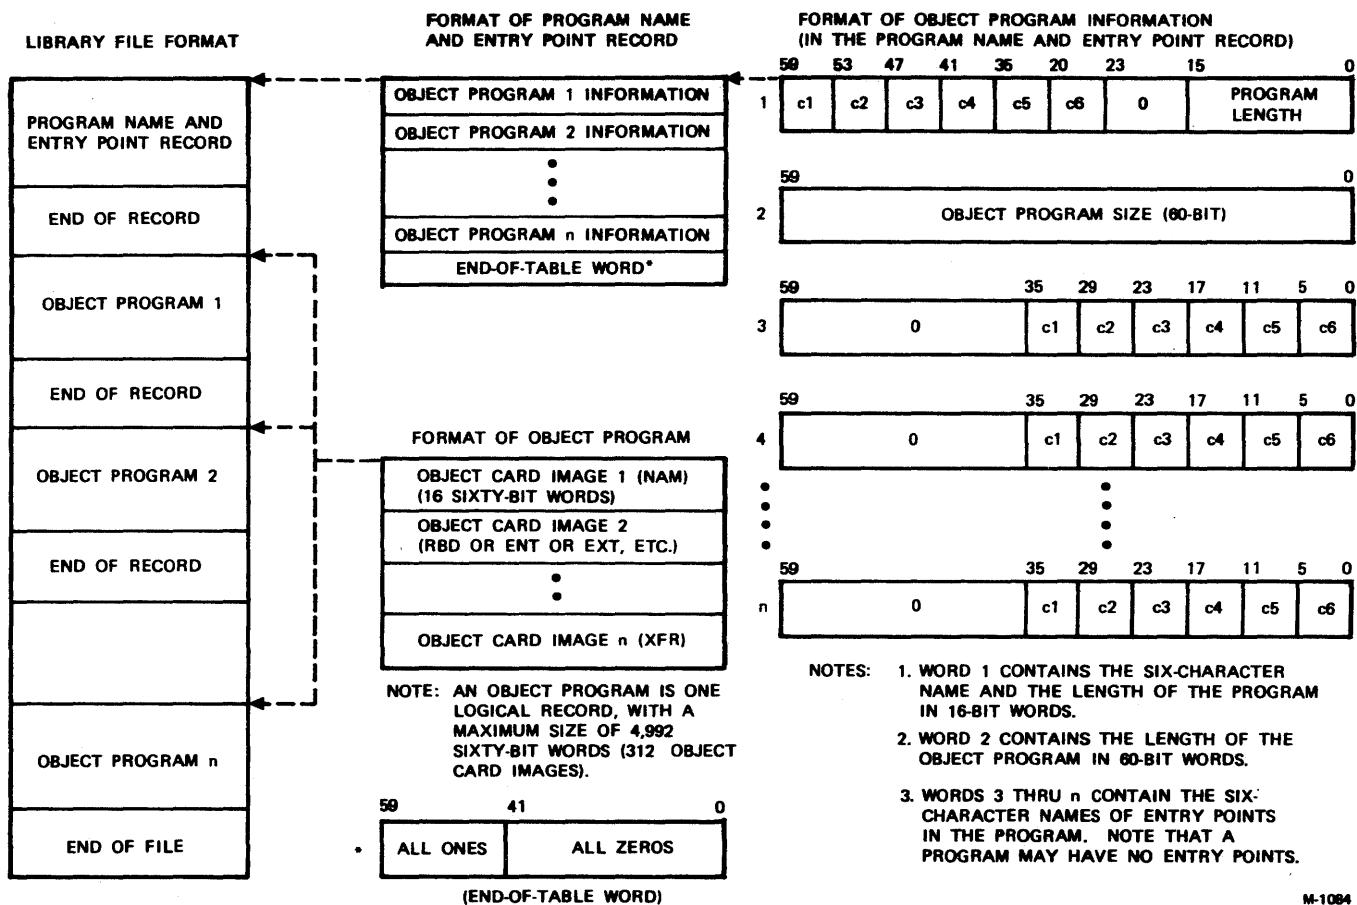 LIBRARY FILE FORMAT
PROGRAM NAME AND
ENTRY POINT RECORD
END OF RECORD
OBJECT PROGRAM 1
END OF RECORD
OBJECT PROGRAM 2
END OF RECORD
OBJECT PROGRAM n
END OF FILE
FORMAT OF PROGRAM NAME
AND ENTRY POINT RECORD
OBJECT PROGRAM 1 INFORMATION
OBJECT PROGRAM 2 INFORMATION
OBJECT PROGRAM n INFORMATION
END-OF-TABLE WORD*
FORMAT OF OBJECT PROGRAM
OBJECT CARD IMAGE 1 (NAM)
(16 SIXTY-BIT WORDS)
OBJECT CARD IMAGE 2
(RBD OR ENT OR EXT, ETC.)
OBJECT CARD IMAGE n (XFR)
NOTE: AN OBJECT PROGRAM IS ONE
LOGICAL RECORD, WITH A
MAXIMUM SIZE OF 4,992
SIXTY-BIT WORDS (312 OBJECT
CARD IMAGES).
59 41 0
* ALL ONES ALL ZEROS
(END-OF-TABLE WORD)
FORMAT OF OBJECT PROGRAM INFORMATION
(IN THE PROGRAM NAME AND ENTRY POINT RECORD)
59 53 47 41 35 20 23 15 0
1 c1 c2 c3 c4 c5 c6 0 PROGRAM
LENGTH
59 0
2 OBJECT PROGRAM SIZE (60-BIT)
59 35 29 23 17 11 5 0
3 0 c1 c2 c3 c4 c5 c6
59 35 29 23 17 11 5 0
4 0 c1 c2 c3 c4 c5 c6
59 35 29 23 17 11 5 0
n 0 c1 c2 c3 c4 c5 c6
NOTES: 1. WORD 1 CONTAINS THE SIX-CHARACTER
NAME AND THE LENGTH OF THE PROGRAM
IN 16-BIT WORDS.
2. WORD 2 CONTAINS THE LENGTH OF THE
OBJECT PROGRAM IN 60-BIT WORDS.
3. WORDS 3 THRU n CONTAIN THE SIX-
CHARACTER NAMES OF ENTRY POINTS
IN THE PROGRAM. NOTE THAT A
PROGRAM MAY HAVE NO ENTRY POINTS.
M-1084